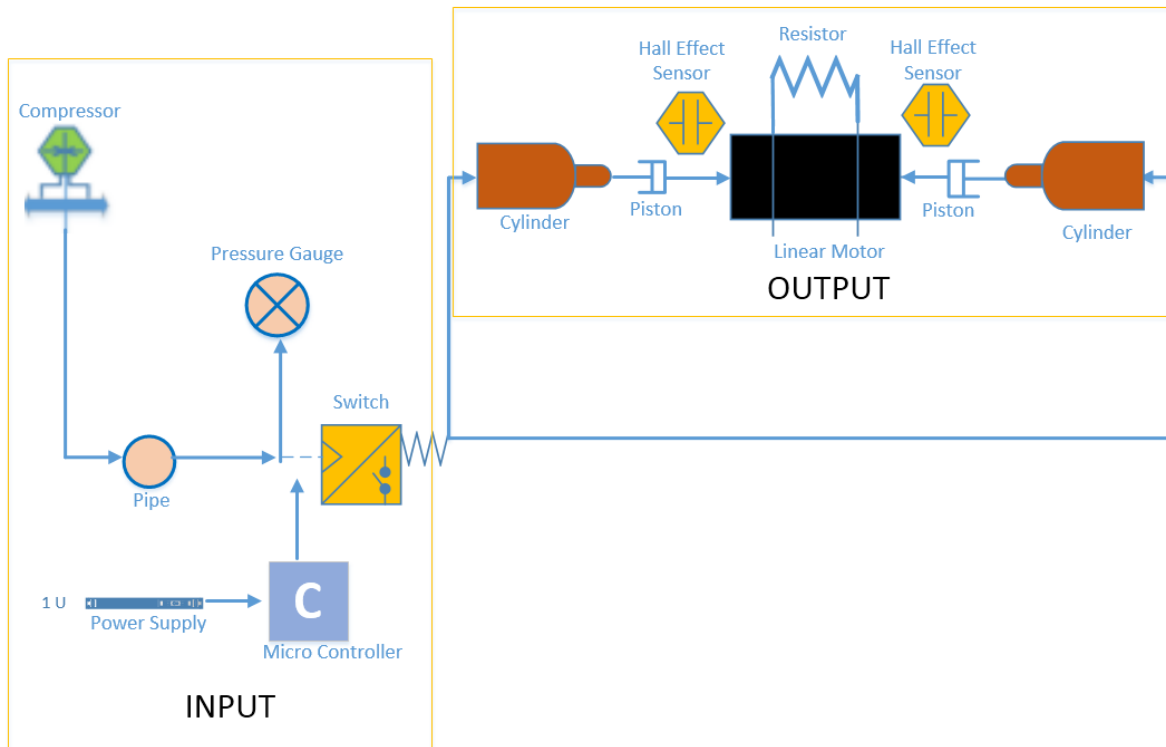 Compressor
Pressure Gauge
Switch
Pipe
1 U
Power Supply
C
Micro Controller
INPUT
Hall Effect
Sensor
Resistor
Hall Effect
Sensor
Cylinder
Piston
Linear Motor
Piston
Cylinder
OUTPUT